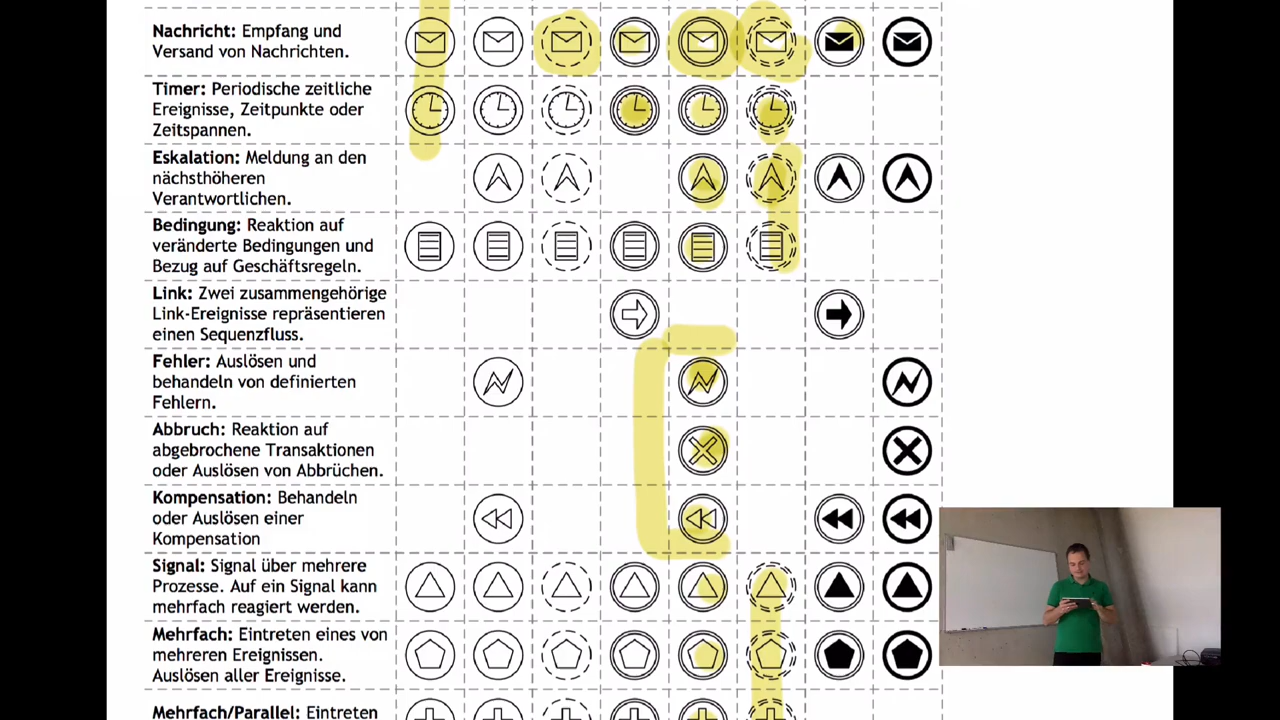 Nachricht: Empfang und
Versand von Nachrichten.
Timer: Periodische zeitliche
Ereignisse, Zeitpunkte oder
Zeitspannen.
Eskalation: Meldung an den
nächsthöheren
Verantwortlichen.
Bedingung: Reaktion auf
veränderte Bedingungen und
Bezug auf Geschäftsregeln.
Link: Zwei zusammengehörige
Link-Ereignisse repräsentieren
einen Sequenzfluss.
Fehler: Auslösen und
behandeln von definierten
Fehlern.
Abbruch: Reaktion auf
abgebrochene Transaktionen
oder Auslösen von Abbrüchen.
Kompensation: Behandeln
oder Auslösen einer
Kompensation
Signal: Signal über mehrere
Prozesse. Auf ein Signal kann
mehrfach reagiert werden.
Mehrfach: Eintreten eines von
mehreren Ereignissen.
Auslösen aller Ereignisse.
Mehrfach/Parallel: Eintreten